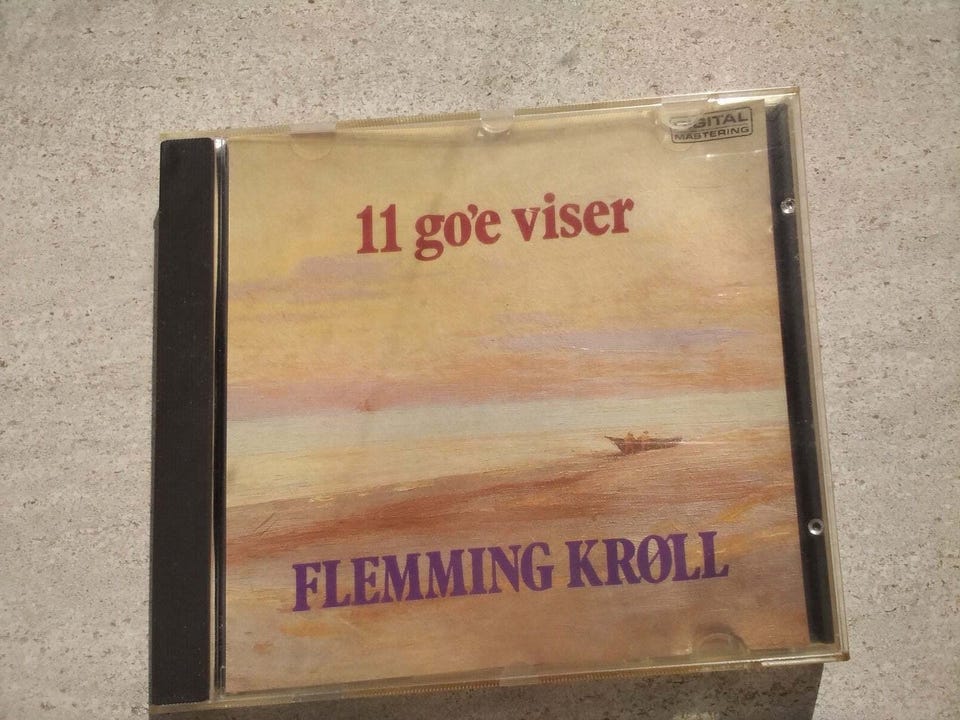 DIGITAL
MASTERING
11 go'e viser
FLEMMING KRØLL